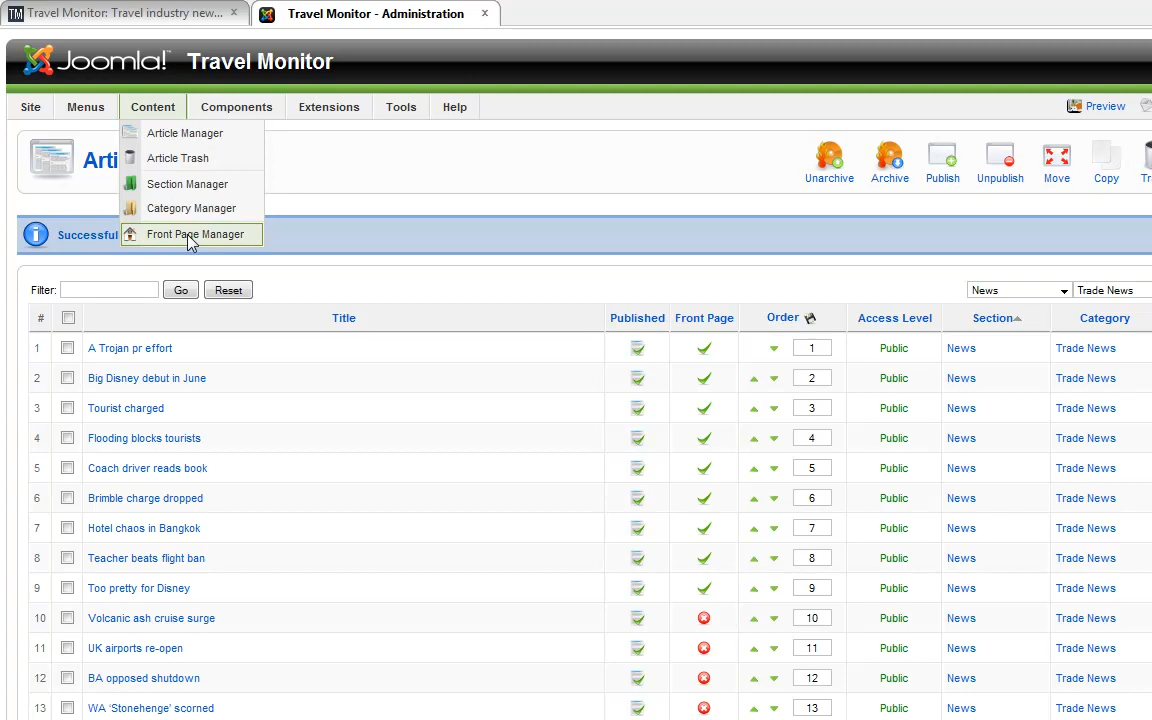 TM Travel Monitor: Travel industry new... ×
Travel Monitor - Administration ×
Joomla!™ Travel Monitor
Site Menus Content Components Extensions Tools Help Preview
Article Manager
Article Trash
Section Manager
Category Manager
Front Page Manager
Arti
Unarchive Archive Publish Unpublish Move Copy Tra
Successful
Filter: Go Reset News Trade News
# Title Published Front Page Order Access Level Section Category
1 A Trojan pr effort 1 Public News Trade News
2 Big Disney debut in June 2 Public News Trade News
3 Tourist charged 3 Public News Trade News
4 Flooding blocks tourists 4 Public News Trade News
5 Coach driver reads book 5 Public News Trade News
6 Brimble charge dropped 6 Public News Trade News
7 Hotel chaos in Bangkok 7 Public News Trade News
8 Teacher beats flight ban 8 Public News Trade News
9 Too pretty for Disney 9 Public News Trade News
10 Volcanic ash cruise surge 10 Public News Trade News
11 UK airports re-open 11 Public News Trade News
12 BA opposed shutdown 12 Public News Trade News
13 WA 'Stonehenge' scorned 13 Public News Trade News